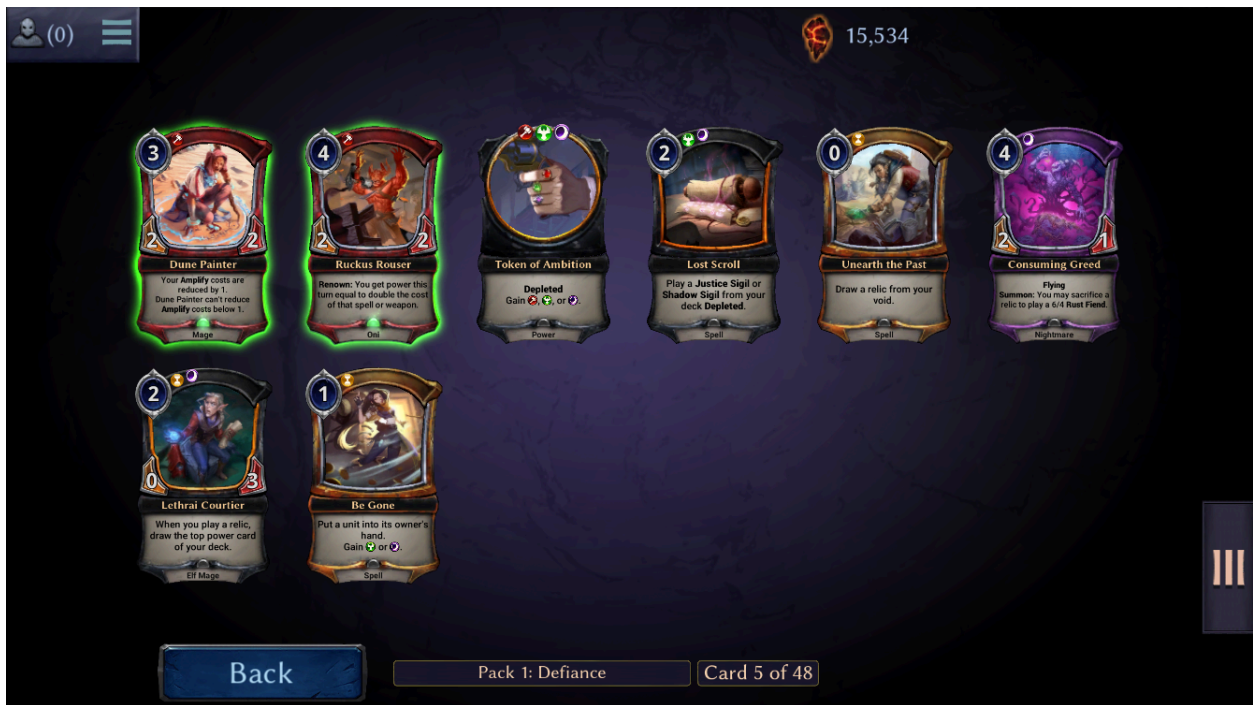 (0)
15,534
3
2
2
Dune Painter
Your Amplify costs are
reduced by 1.
Dune Painter can't reduce
Amplify costs below 1.
Mage
4
2
2
Ruckus Rouser
Renown: You get power this
turn equal to double the cost
of that spell or weapon.
Oni
Token of Ambition
Depleted
Gain , , or .
Power
2
Lost Scroll
Play a Justice Sigil or
Shadow Sigil from your
deck Depleted.
Spell
0
Unearth the Past
Draw a relic from your
void.
Spell
4
2
1
Consuming Greed
Flying
Summon: You may sacrifice a
relic to play a 6/4 Rust Fiend.
Nightmare
2
0
3
Lethrai Courtier
When you play a relic,
draw the top power card
of your deck.
Elf Mage
1
Be Gone
Put a unit into its owner's
hand.
Gain or .
Spell
Back
Pack 1: Defiance
Card 5 of 48